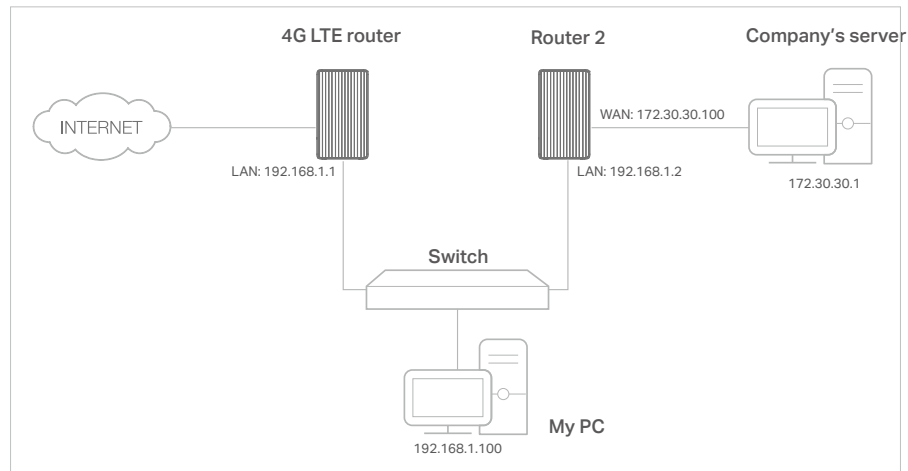 4G LTE router
Router 2
Company's server
INTERNET
WAN: 172.30.30.100
LAN: 192.168.1.1
LAN: 192.168.1.2
172.30.30.1
Switch
My PC
192.168.1.100